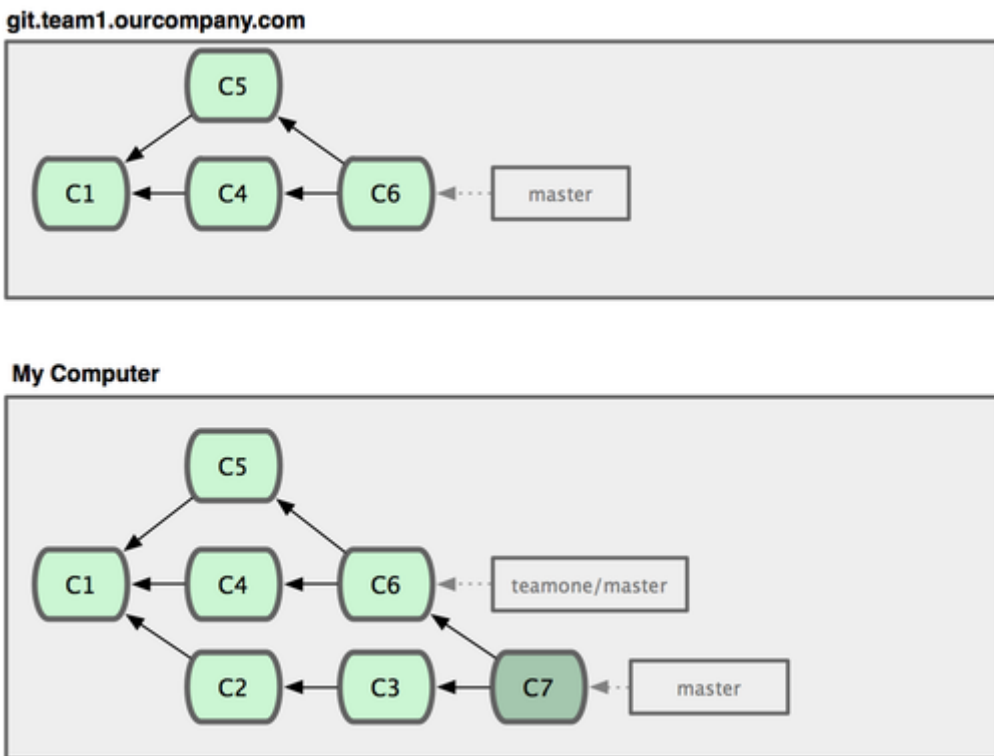 git.team1.ourcompany.com
C5
C1 C4 C6 master
My Computer
C5
C1 C4 C6 teamone/master
C2 C3 C7 master